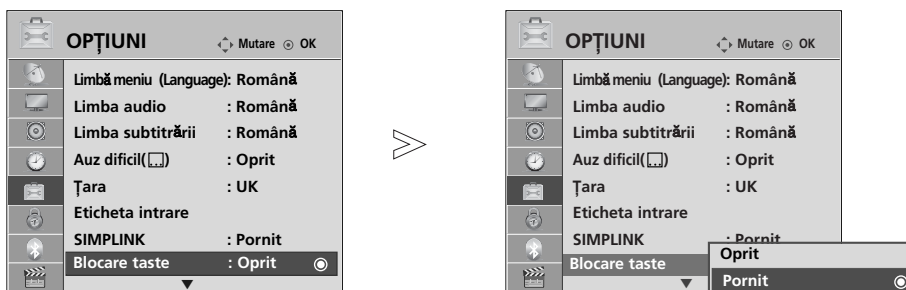 OPȚIUNI Mutare OK
Limbă meniu (Language): Română
Limba audio : Română
Limba subtitrării : Română
Auz dificil( ) : Oprit
Țara : UK
Eticheta intrare
SIMPLINK : Pornit
Blocare taste : Oprit
OPȚIUNI Mutare OK
Limbă meniu (Language): Română
Limba audio : Română
Limba subtitrării : Română
Auz dificil( ) : Oprit
Țara : UK
Eticheta intrare
SIMPLINK : Pornit
Blocare taste
Oprit
Pornit